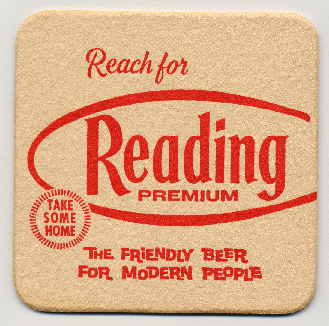 Reach for
Reading
PREMIUM
TAKE
SOME
HOME
THE FRiENDLY BEER
FOR MODERN PEOPLE